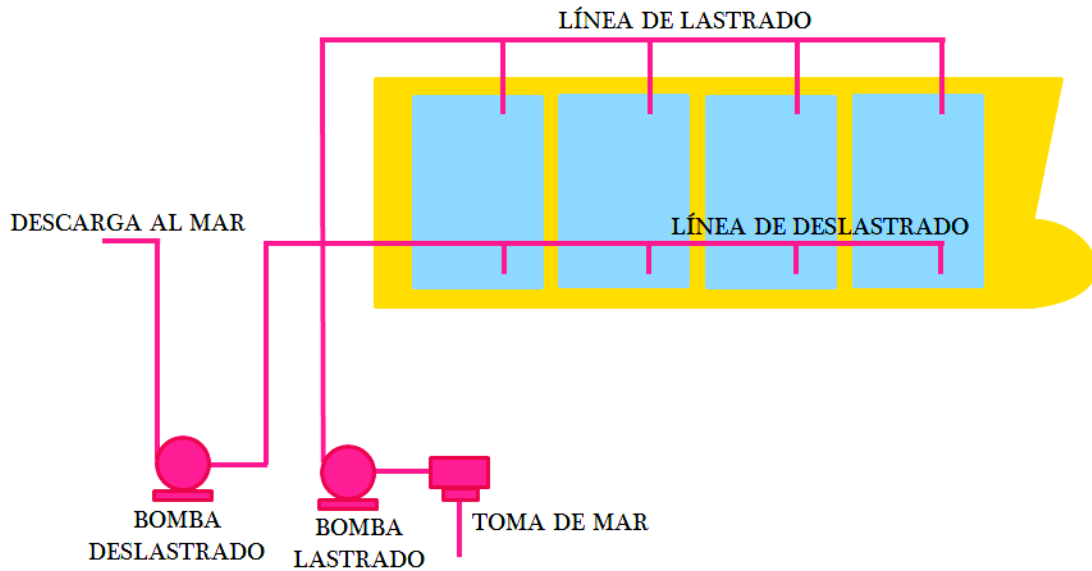 LÍNEA DE LASTRADO
DESCARGA AL MAR
LÍNEA DE DESLASTRADO
BOMBA
DESLASTRADO
BOMBA
LASTRADO
TOMA DE MAR